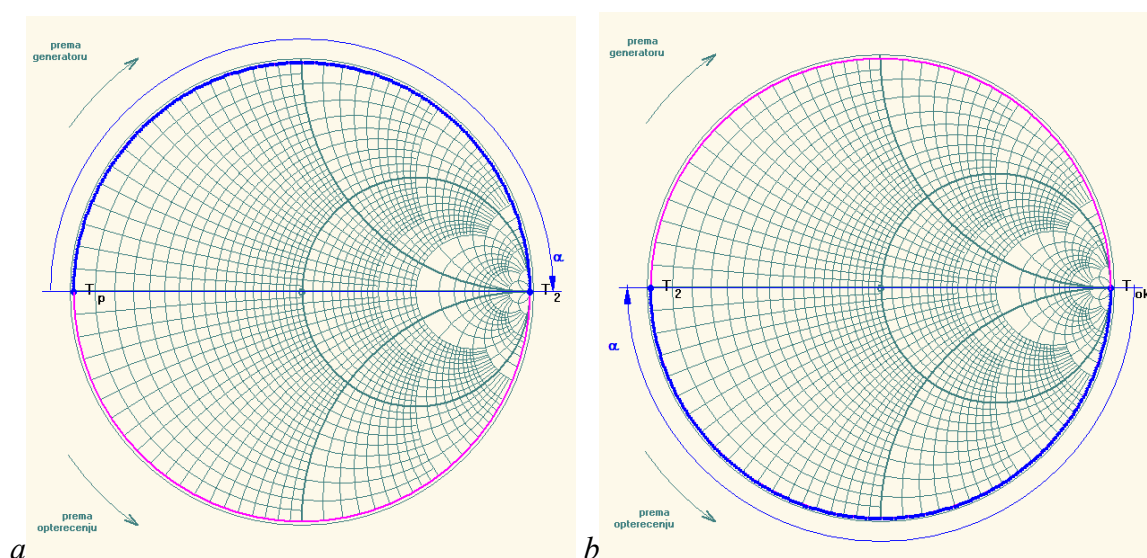 prema
generatoru
α
T p
T 2
prema
opterecenju
a
prema
generatoru
T 2
T ok
α
prema
opterecenju
b